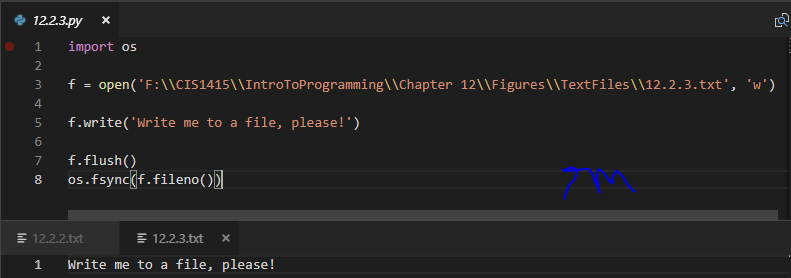 12.2.3.py ×
1 import os
2
3 f = open('F:\\CIS1415\\IntroToProgramming\\Chapter 12\\Figures\\TextFiles\\12.2.3.txt', 'w')
4
5 f.write('Write me to a file, please!')
6
7 f.flush()
8 os.fsync(f.fileno())
12.2.2.txt 12.2.3.txt ×
1 Write me to a file, please!